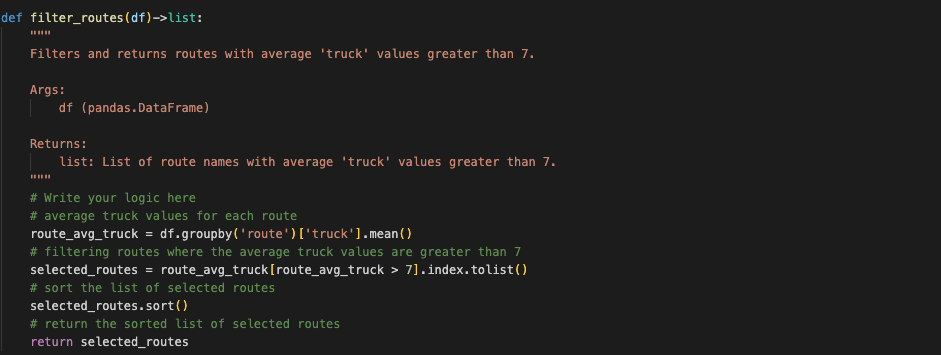 def filter_routes(df)->list:
    """
    Filters and returns routes with average 'truck' values greater than 7.

    Args:
        df (pandas.DataFrame)

    Returns:
        list: List of route names with average 'truck' values greater than 7.
    """
    # Write your logic here
    # average truck values for each route
    route_avg_truck = df.groupby('route')['truck'].mean()
    # filtering routes where the average truck values are greater than 7
    selected_routes = route_avg_truck[route_avg_truck > 7].index.tolist()
    # sort the list of selected routes
    selected_routes.sort()
    # return the sorted list of selected routes
    return selected_routes